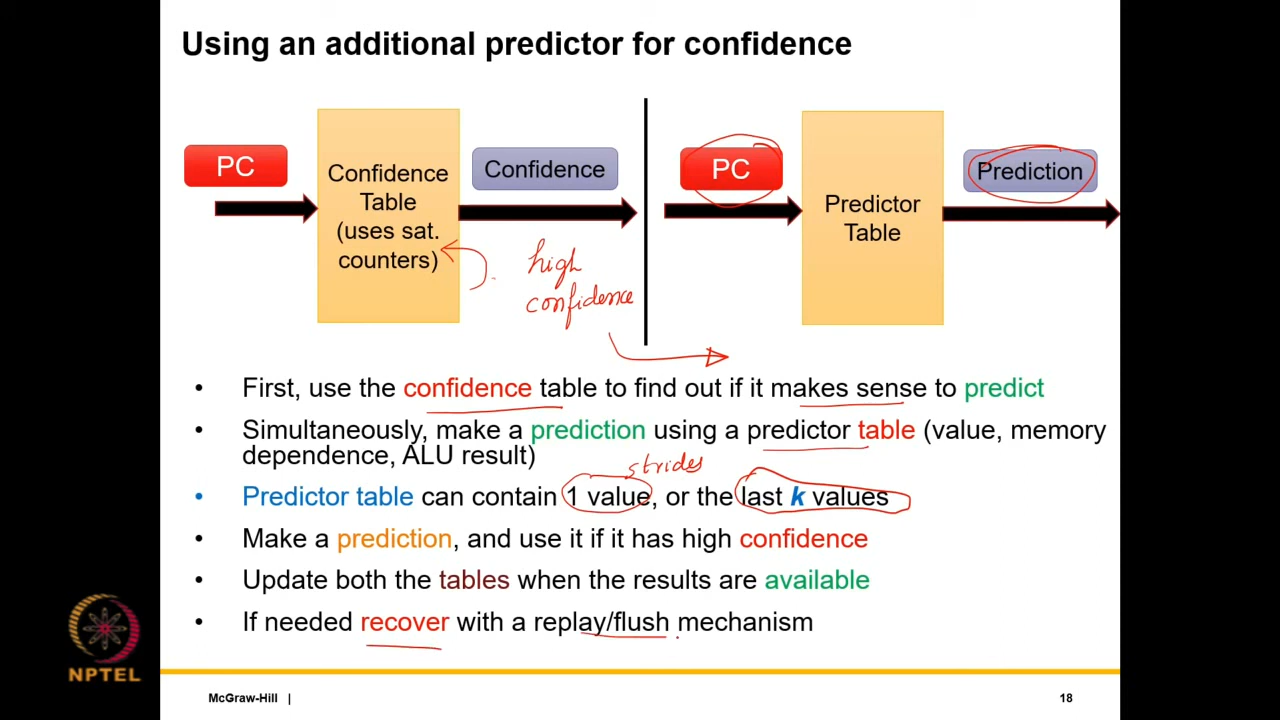 Using an additional predictor for confidence
PC
Confidence
Table
(uses sat.
counters)
Confidence
PC
Predictor
Table
Prediction
high
confidence
• First, use the confidence table to find out if it makes sense to predict
• Simultaneously, make a prediction using a predictor table (value, memory
dependence, ALU result)
strides
• Predictor table can contain 1 value, or the last k values
• Make a prediction, and use it if it has high confidence
• Update both the tables when the results are available
• If needed recover with a replay/flush mechanism
NPTEL
McGraw-Hill |
18